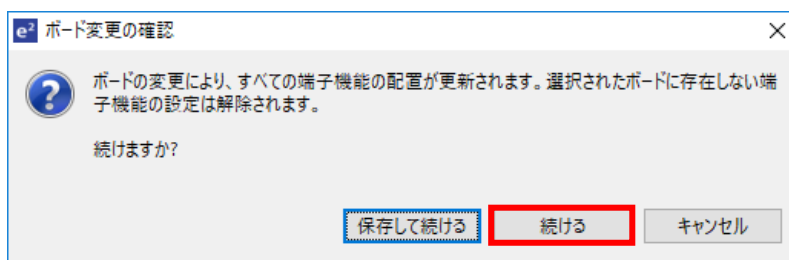 e² ボード変更の確認
ボードの変更により、すべての端子機能の配置が更新されます。選択されたボードに存在しない端
子機能の設定は解除されます。
続けますか?
保存して続ける 続ける キャンセル